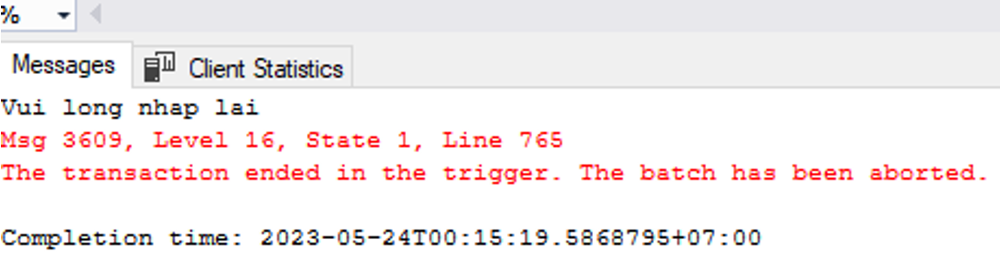 %
Messages Client Statistics
Vui long nhap lai
Msg 3609, Level 16, State 1, Line 765
The transaction ended in the trigger. The batch has been aborted.
Completion time: 2023-05-24T00:15:19.5868795+07:00